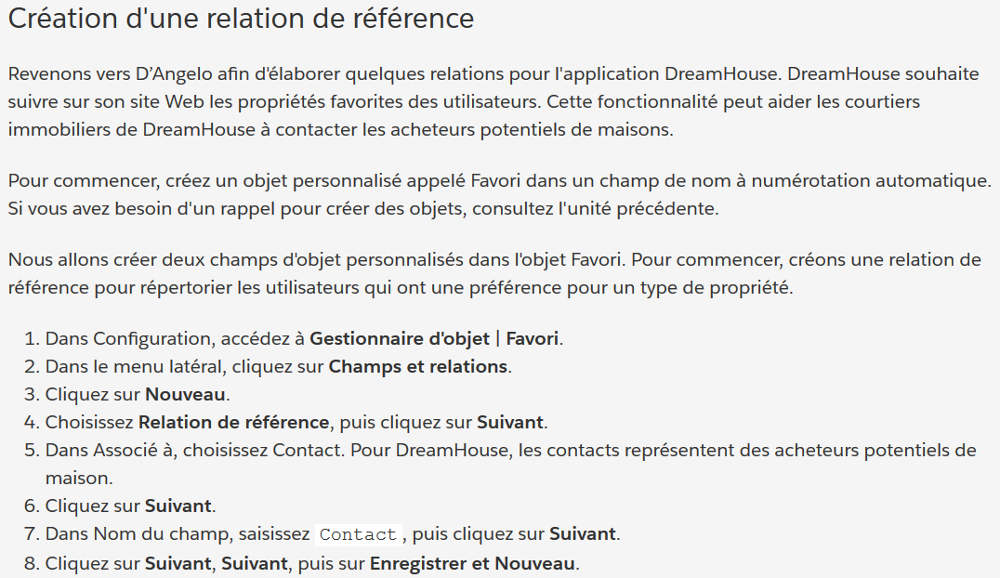 Création d'une relation de référence
Revenons vers D’Angelo afin d'élaborer quelques relations pour l'application DreamHouse. DreamHouse souhaite
suivre sur son site Web les propriétés favorites des utilisateurs. Cette fonctionnalité peut aider les courtiers
immobiliers de DreamHouse à contacter les acheteurs potentiels de maisons.
Pour commencer, créez un objet personnalisé appelé Favori dans un champ de nom à numérotation automatique.
Si vous avez besoin d'un rappel pour créer des objets, consultez l'unité précédente.
Nous allons créer deux champs d'objet personnalisés dans l'objet Favori. Pour commencer, créons une relation de
référence pour répertorier les utilisateurs qui ont une préférence pour un type de propriété.
1. Dans Configuration, accédez à Gestionnaire d'objet | Favori.
2. Dans le menu latéral, cliquez sur Champs et relations.
3. Cliquez sur Nouveau.
4. Choisissez Relation de référence, puis cliquez sur Suivant.
5. Dans Associé à, choisissez Contact. Pour DreamHouse, les contacts représentent des acheteurs potentiels de
maison.
6. Cliquez sur Suivant.
7. Dans Nom du champ, saisissez Contact, puis cliquez sur Suivant.
8. Cliquez sur Suivant, Suivant, puis sur Enregistrer et Nouveau.